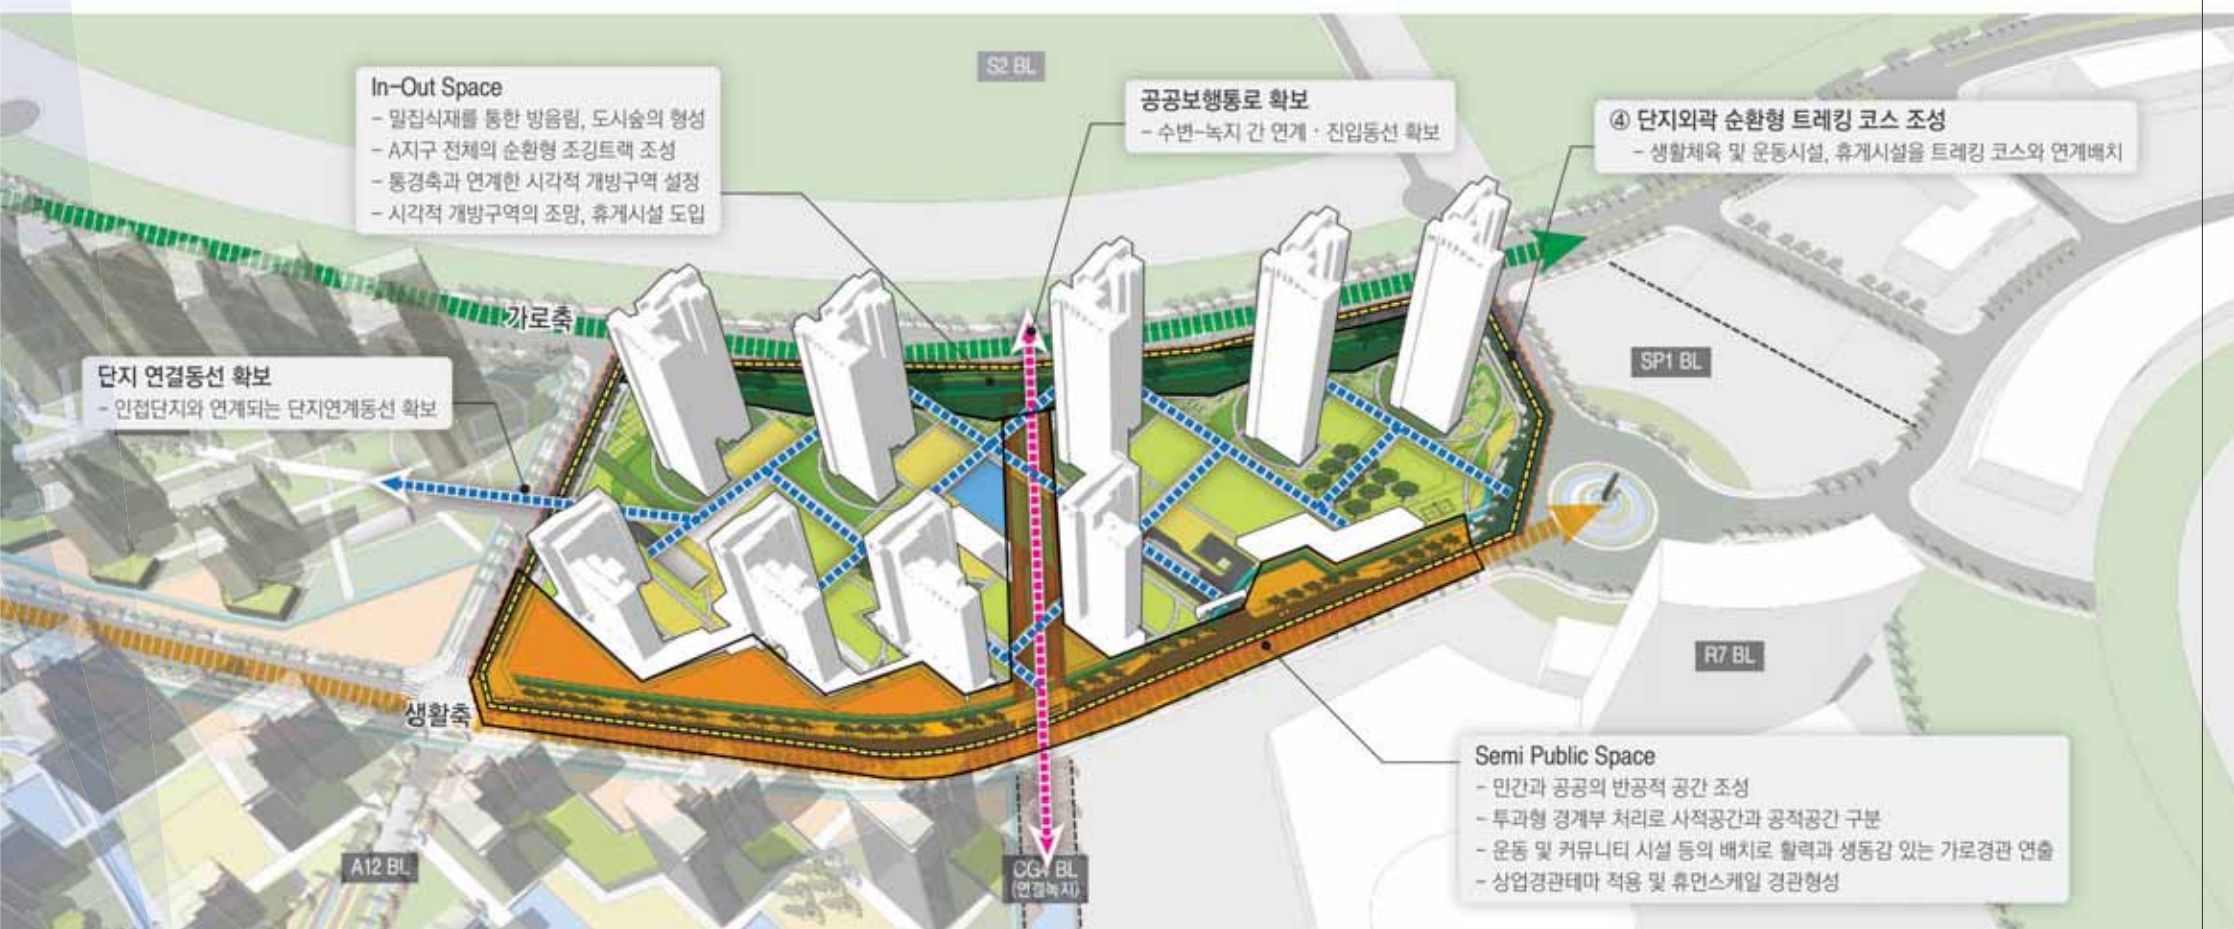 S2 BL
In-Out Space
- 밀집식재를 통한 방음림, 도시숲의 형성
- A지구 전체의 순환형 조깅트랙 조성
- 통경축과 연계한 시각적 개방구역 설정
- 시각적 개방구역의 조망, 휴게시설 도입
공공보행통로 확보
- 수변-녹지 간 연계 · 진입동선 확보
④ 단지외곽 순환형 트레킹 코스 조성
- 생활체육 및 운동시설, 휴게시설을 트레킹 코스와 연계배치
가로축
단지 연결동선 확보
- 인접단지와 연계되는 단지연계동선 확보
SP1 BL
R7 BL
생활축
Semi Public Space
- 민간과 공공의 반공적 공간 조성
- 투과형 경계부 처리로 사적공간과 공적공간 구분
- 운동 및 커뮤니티 시설 등의 배치로 활력과 생동감 있는 가로경관 연출
- 상업경관테마 적용 및 휴먼스케일 경관형성
A12 BL
CG1 BL
(연결녹지)